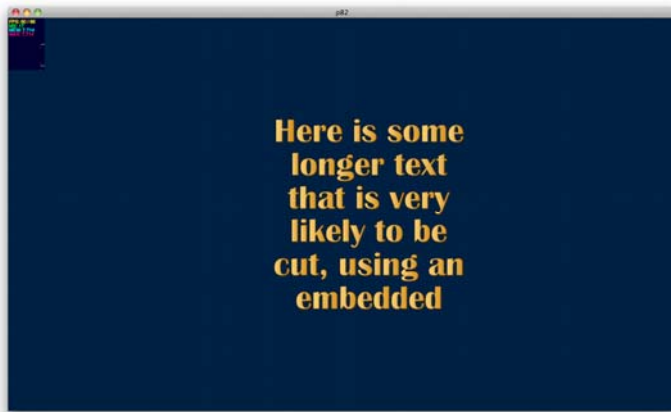 p82
Here is some
longer text
that is very
likely to be
cut, using an
embedded